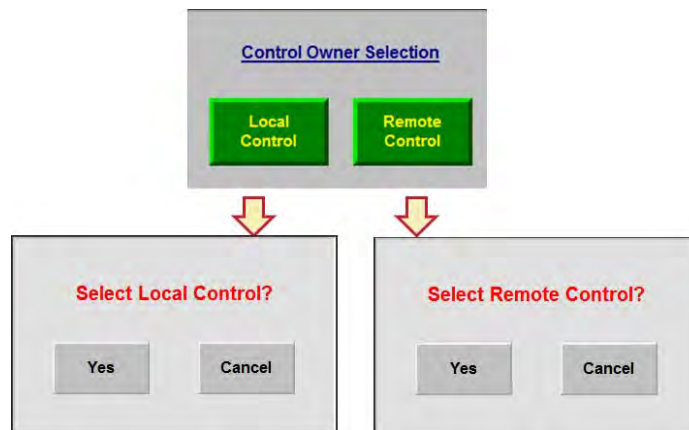 Control Owner Selection
Local
Control
Remote
Control
Select Local Control?
Yes
Cancel
Select Remote Control?
Yes
Cancel